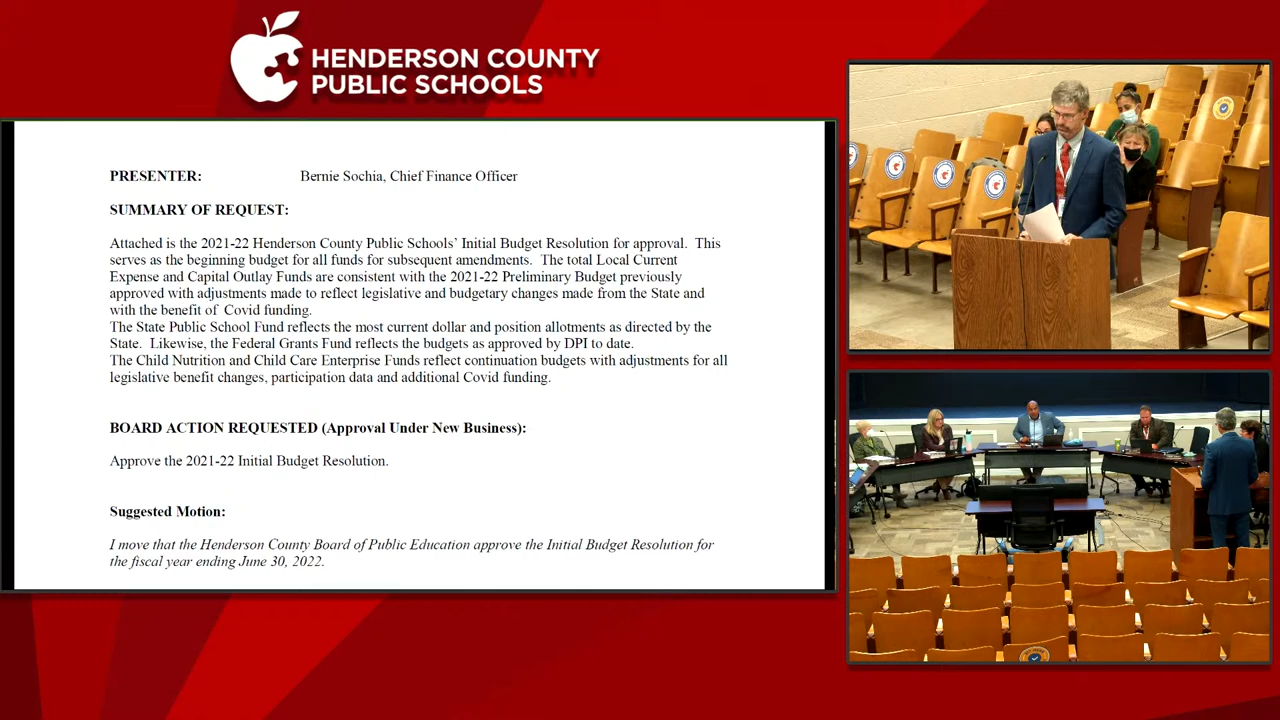 HENDERSON COUNTY
PUBLIC SCHOOLS
PRESENTER: Bernie Sochia, Chief Finance Officer
SUMMARY OF REQUEST:
Attached is the 2021-22 Henderson County Public Schools' Initial Budget Resolution for approval. This
serves as the beginning budget for all funds for subsequent amendments. The total Local Current
Expense and Capital Outlay Funds are consistent with the 2021-22 Preliminary Budget previously
approved with adjustments made to reflect legislative and budgetary changes made from the State and
with the benefit of Covid funding.
The State Public School Fund reflects the most current dollar and position allotments as directed by the
State. Likewise, the Federal Grants Fund reflects the budgets as approved by DPI to date.
The Child Nutrition and Child Care Enterprise Funds reflect continuation budgets with adjustments for all
legislative benefit changes, participation data and additional Covid funding.
BOARD ACTION REQUESTED (Approval Under New Business):
Approve the 2021-22 Initial Budget Resolution.
Suggested Motion:
I move that the Henderson County Board of Public Education approve the Initial Budget Resolution for
the fiscal year ending June 30, 2022.